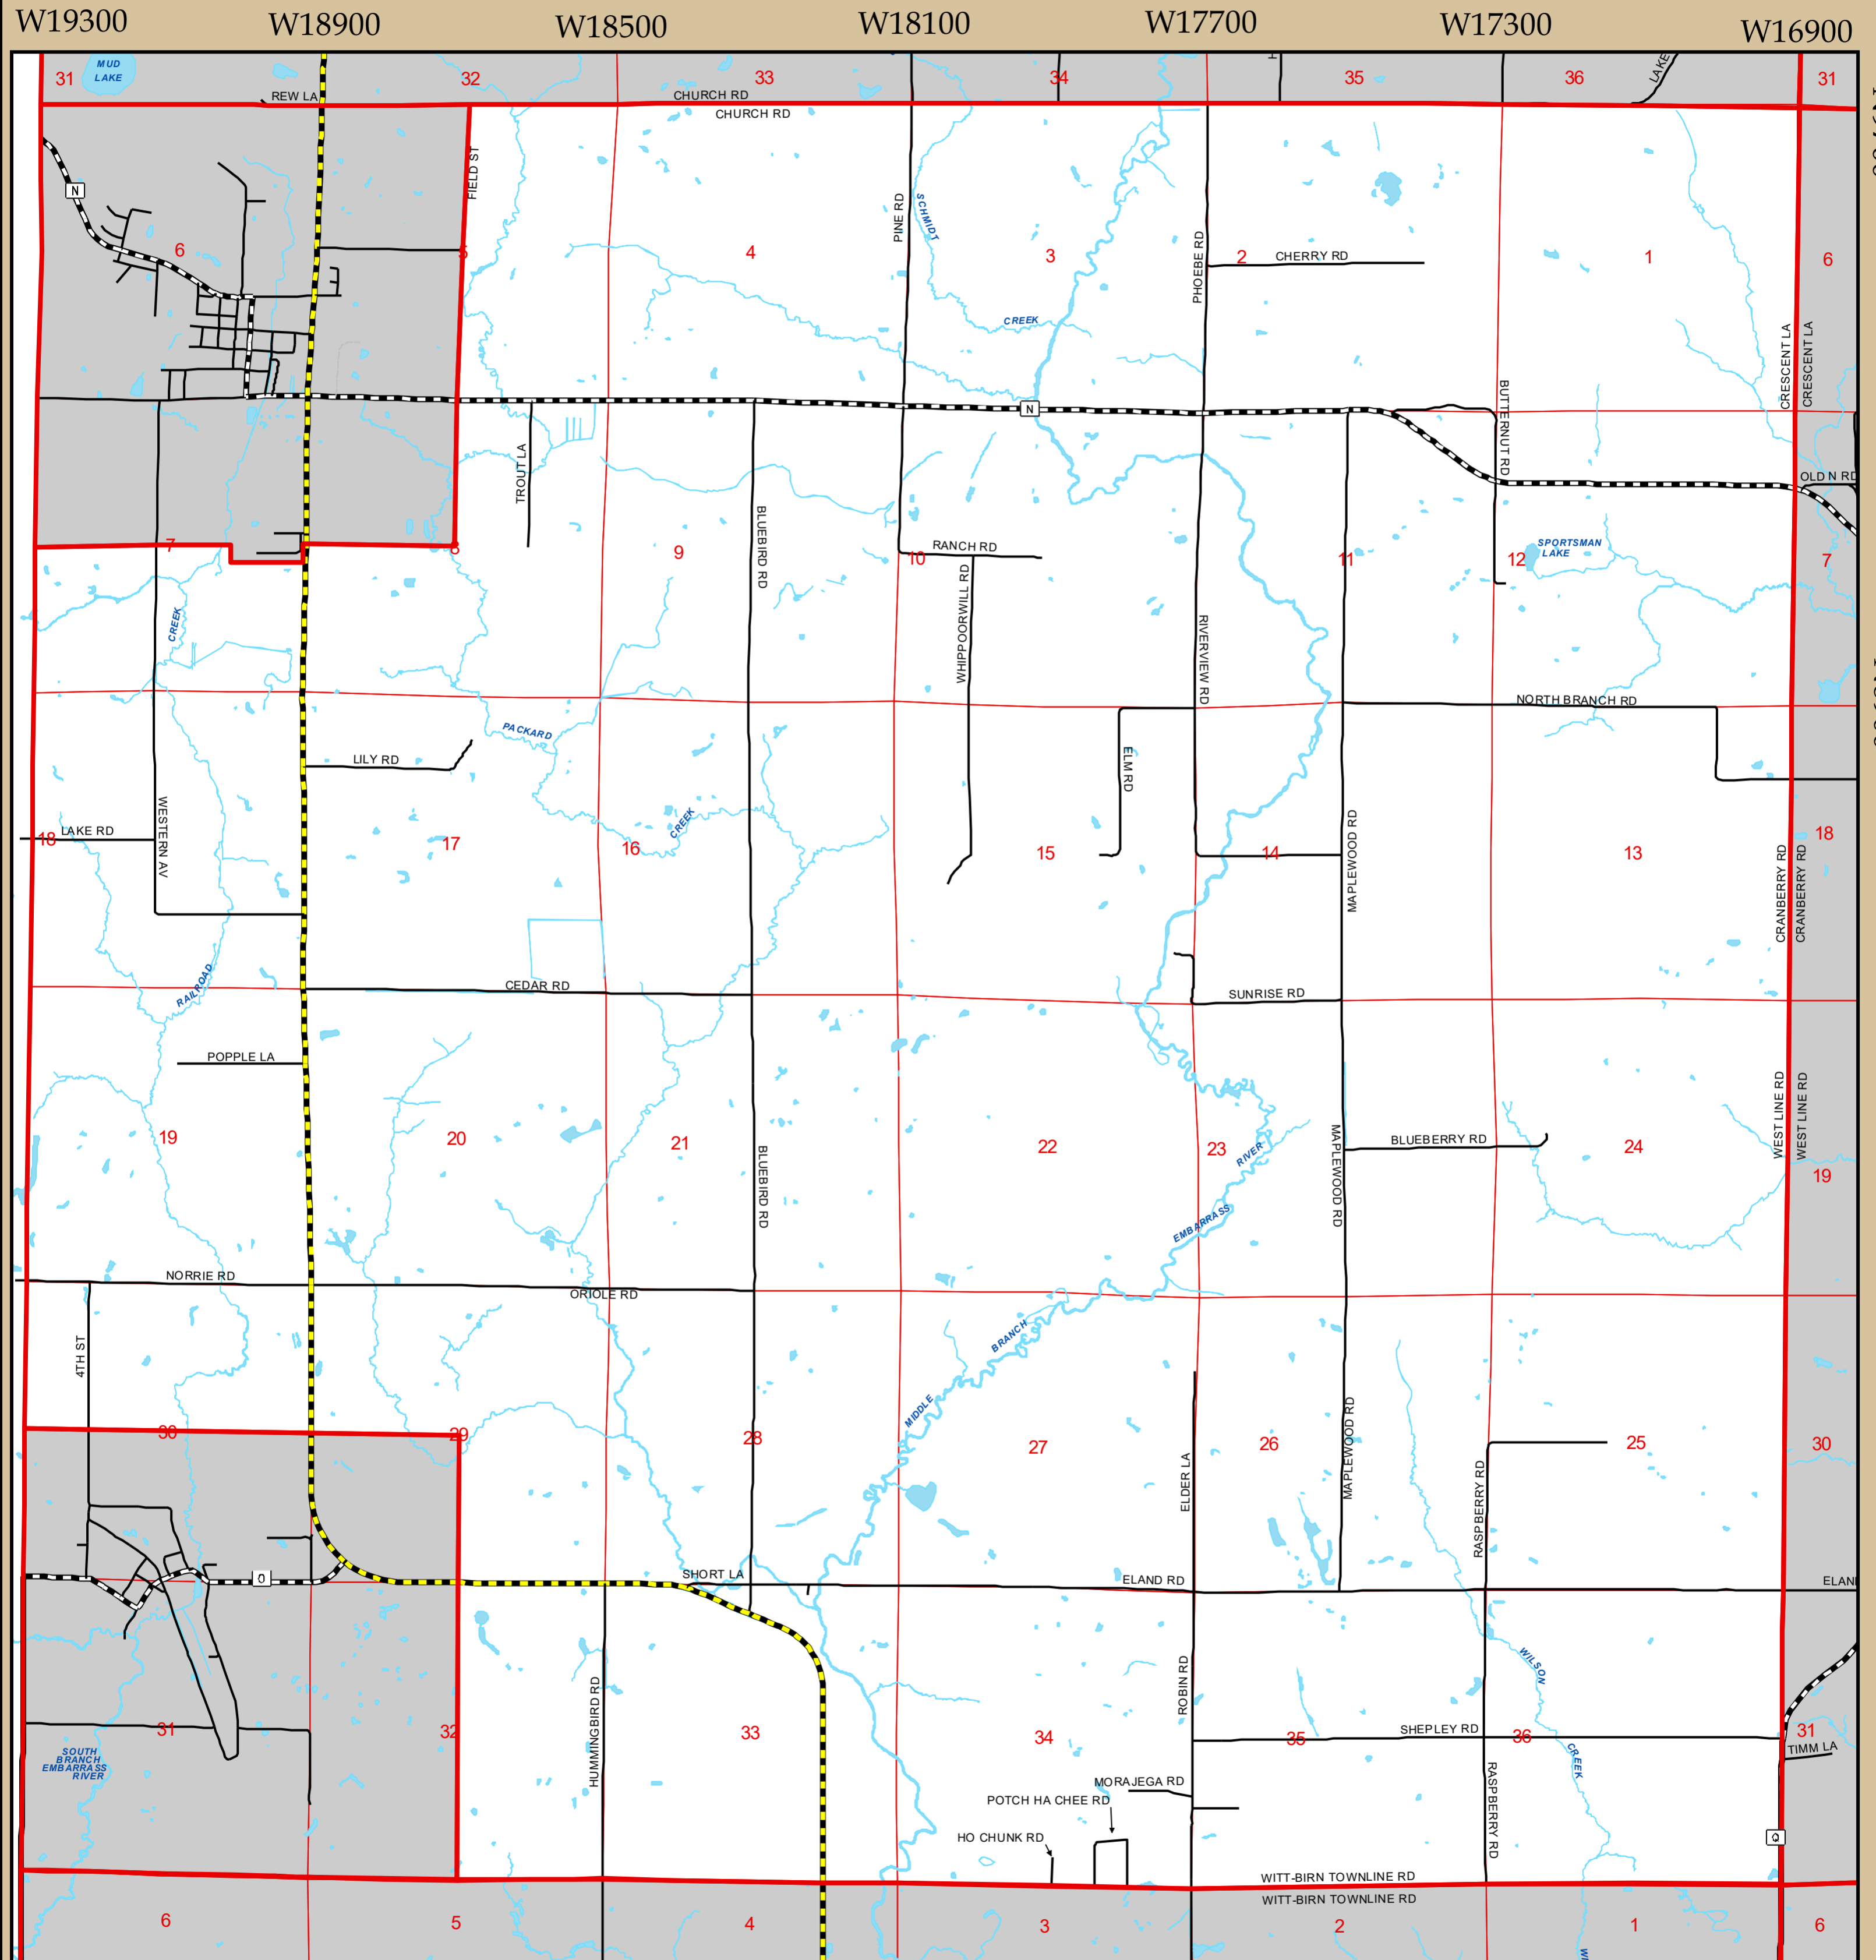 W19300 W18900 W18500 W18100 W17700 W17300 W16900
MUD
LAKE
31 32 33 34 35 36 31
LAKE
REW LA
CHURCH RD
CHURCH RD
FIELD ST
N
6 5 4 3 2 1 6
PINE RD
SCHMIDT
CREEK
PHOEBE RD
CHERRY RD
CRESCENT LA
CRESCENT LA
N
BUTTERNUT RD
TROUT LA
OLD N RD
BLUEBIRD RD
RANCH RD
SPORTSMAN
LAKE
7 8 9 10 11 12 7
WHIPPOORWILL RD
CREEK
RIVERVIEW RD
NORTH BRANCH RD
PACKARD
CREEK
LILY RD
ELM RD
WESTERN AV
LAKE RD
18 17 16 15 14 13 18
MAPLEWOOD RD
CRANBERRY RD
CRANBERRY RD
RAILROAD
CEDAR RD
SUNRISE RD
POPPLE LA
WEST LINE RD
WEST LINE RD
19 20 21 22 23 24 19
BLUEBIRD RD
MAPLEWOOD RD
BLUEBERRY RD
RIVER
EMBARRASS
NORRIE RD
ORIOLE RD
BRANCH
MIDDLE
4TH ST
30 29 28 27 26 25 30
ELDER LA
MAPLEWOOD RD
RASPBERRY RD
O
SHORT LA
ELAND RD
ELAN
WILSON
CREEK
HUMMINGBIRD RD
ROBIN RD
SHEPLEY RD
31 32 33 34 35 36 31
TIMM LA
SOUTH
BRANCH
EMBARRASS
RIVER
RASPBERRY RD
MORAJEGA RD
POTCH HA CHEE RD
HO CHUNK RD
Q
WITT-BIRN TOWNLINE RD
WITT-BIRN TOWNLINE RD
6 5 4 3 2 1 6